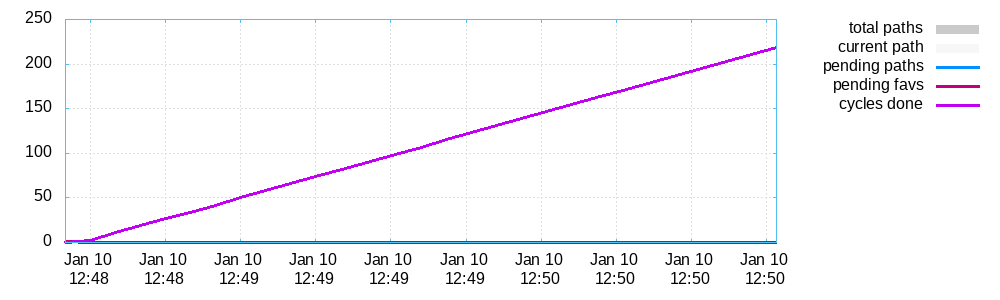 250
200
150
100
50
0
Jan 10 Jan 10 Jan 10 Jan 10 Jan 10 Jan 10 Jan 10 Jan 10 Jan 10 Jan 10
12:48 12:48 12:49 12:49 12:49 12:49 12:50 12:50 12:50 12:50
total paths
current path
pending paths
pending favs
cycles done